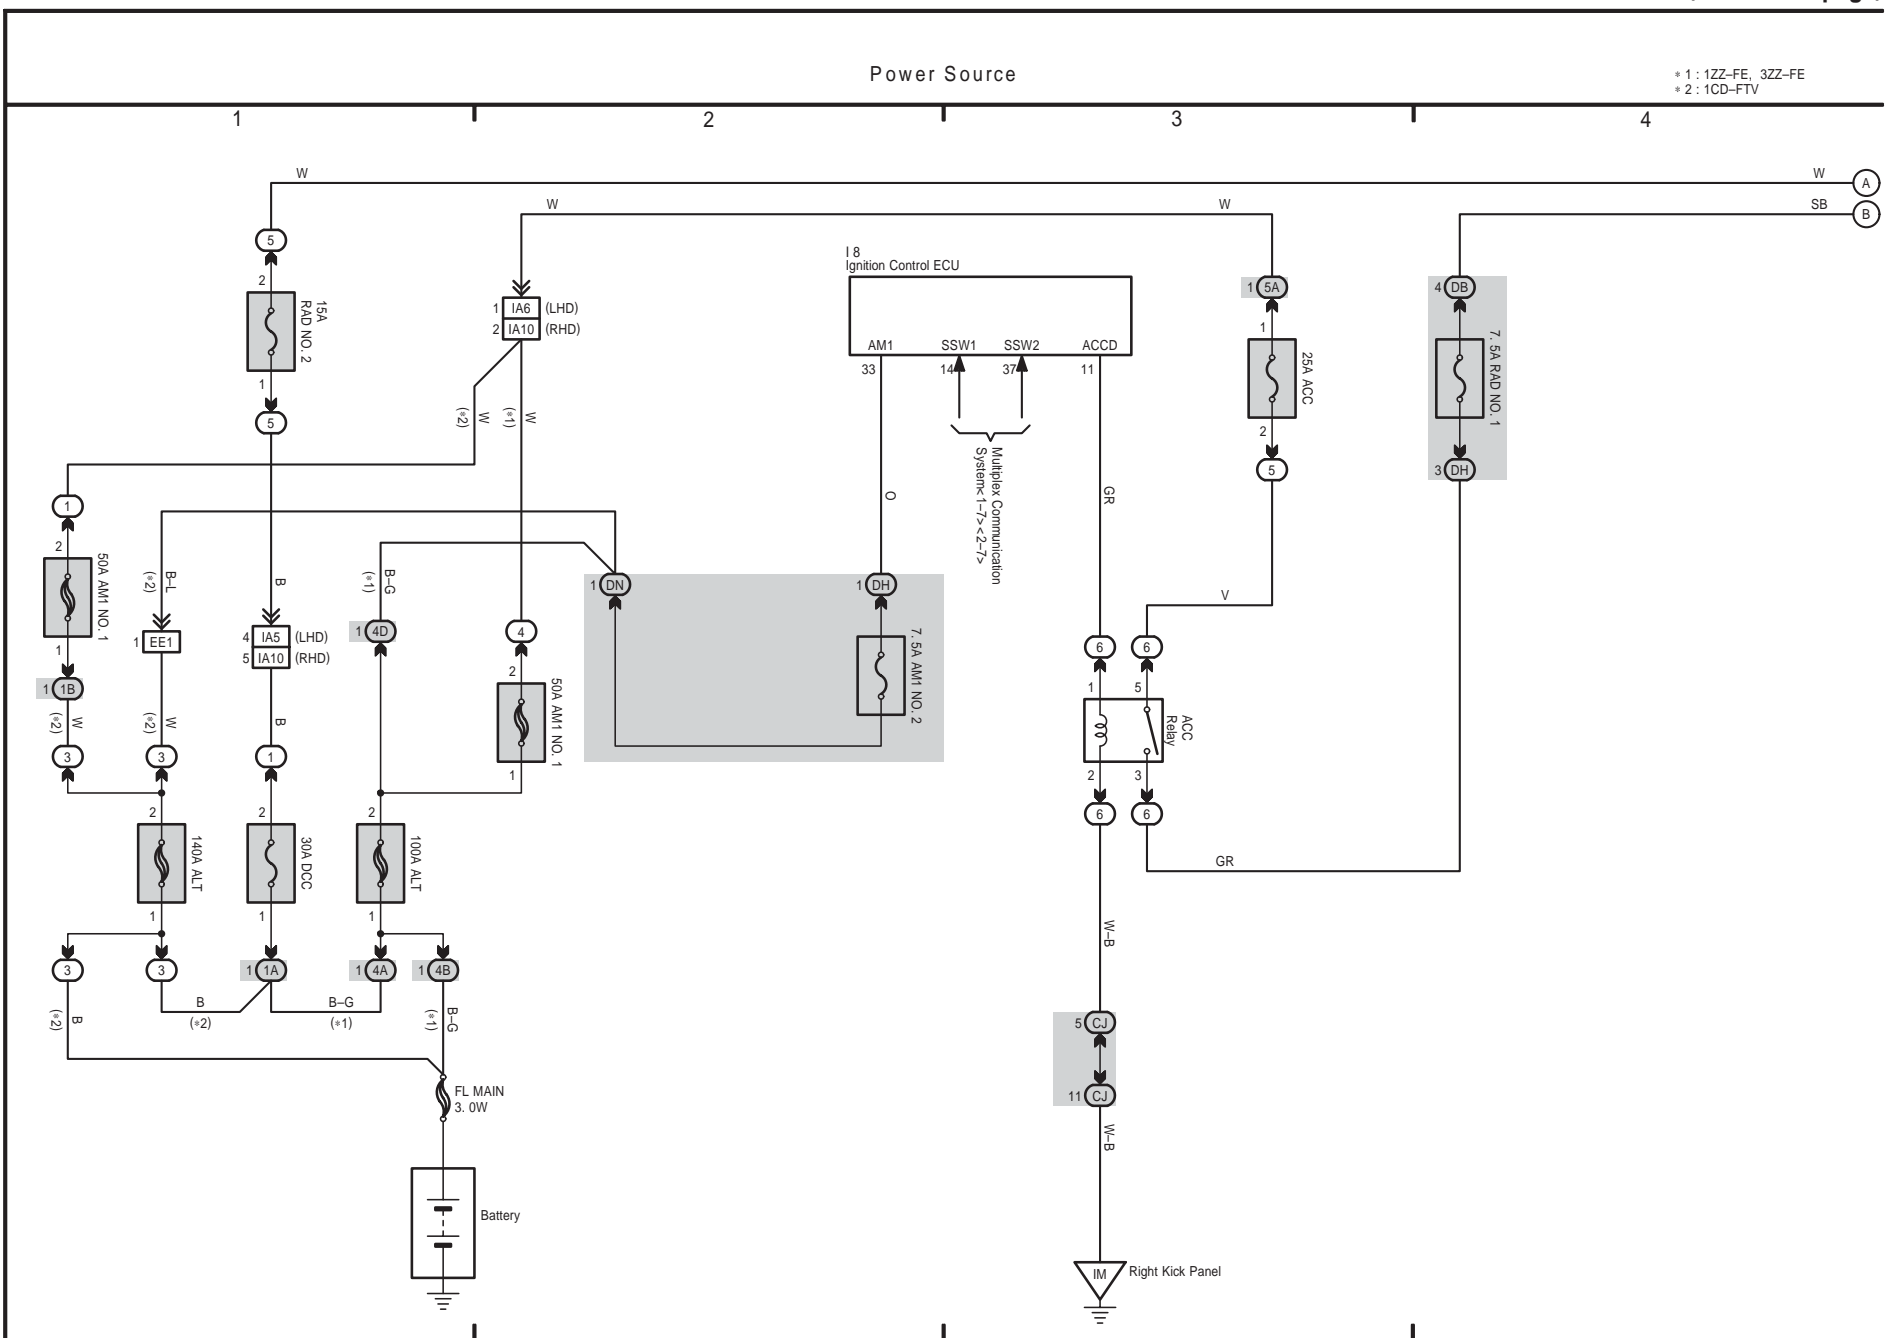 Power Source
* 1 : 1ZZ–FE, 3ZZ–FE
* 2 : 1CD–FTV
1
2
3
4
W
W
A
W
W
SB
B
5
2
15A
RAD NO. 2
1
5
1 IA6 (LHD)
2 IA10 (RHD)
W
(*2)
W
(*1)
I 8
Ignition Control ECU
AM1
SSW1
SSW2
ACCD
33
14
37
11
Multiplex Communication
System<1–7><2–7>
O
GR
1 5A
1
25A ACC
2
5
4 DB
7. 5A RAD NO. 1
3 DH
1
2
50A AM1 NO. 1
1
1 1B
W
(*2)
3
B–L
(*2)
1 EE1
W
(*2)
3
B
4 IA5 (LHD)
5 IA10 (RHD)
B
1
B–G
(*1)
1 4D
4
2
50A AM1 NO. 1
1
1 DN
1 DH
7. 5A AM1 NO. 2
V
6
6
1
5
ACC
Relay
2
3
6
6
GR
2
140A ALT
1
2
30A DCC
1
2
100A ALT
1
3
3
1 1A
1 4A
1 4B
B
(*2)
B
(*2)
B–G
(*1)
B–G
(*1)
FL MAIN
3. 0W
Battery
W–B
5 CJ
11 CJ
W–B
IM
Right Kick Panel